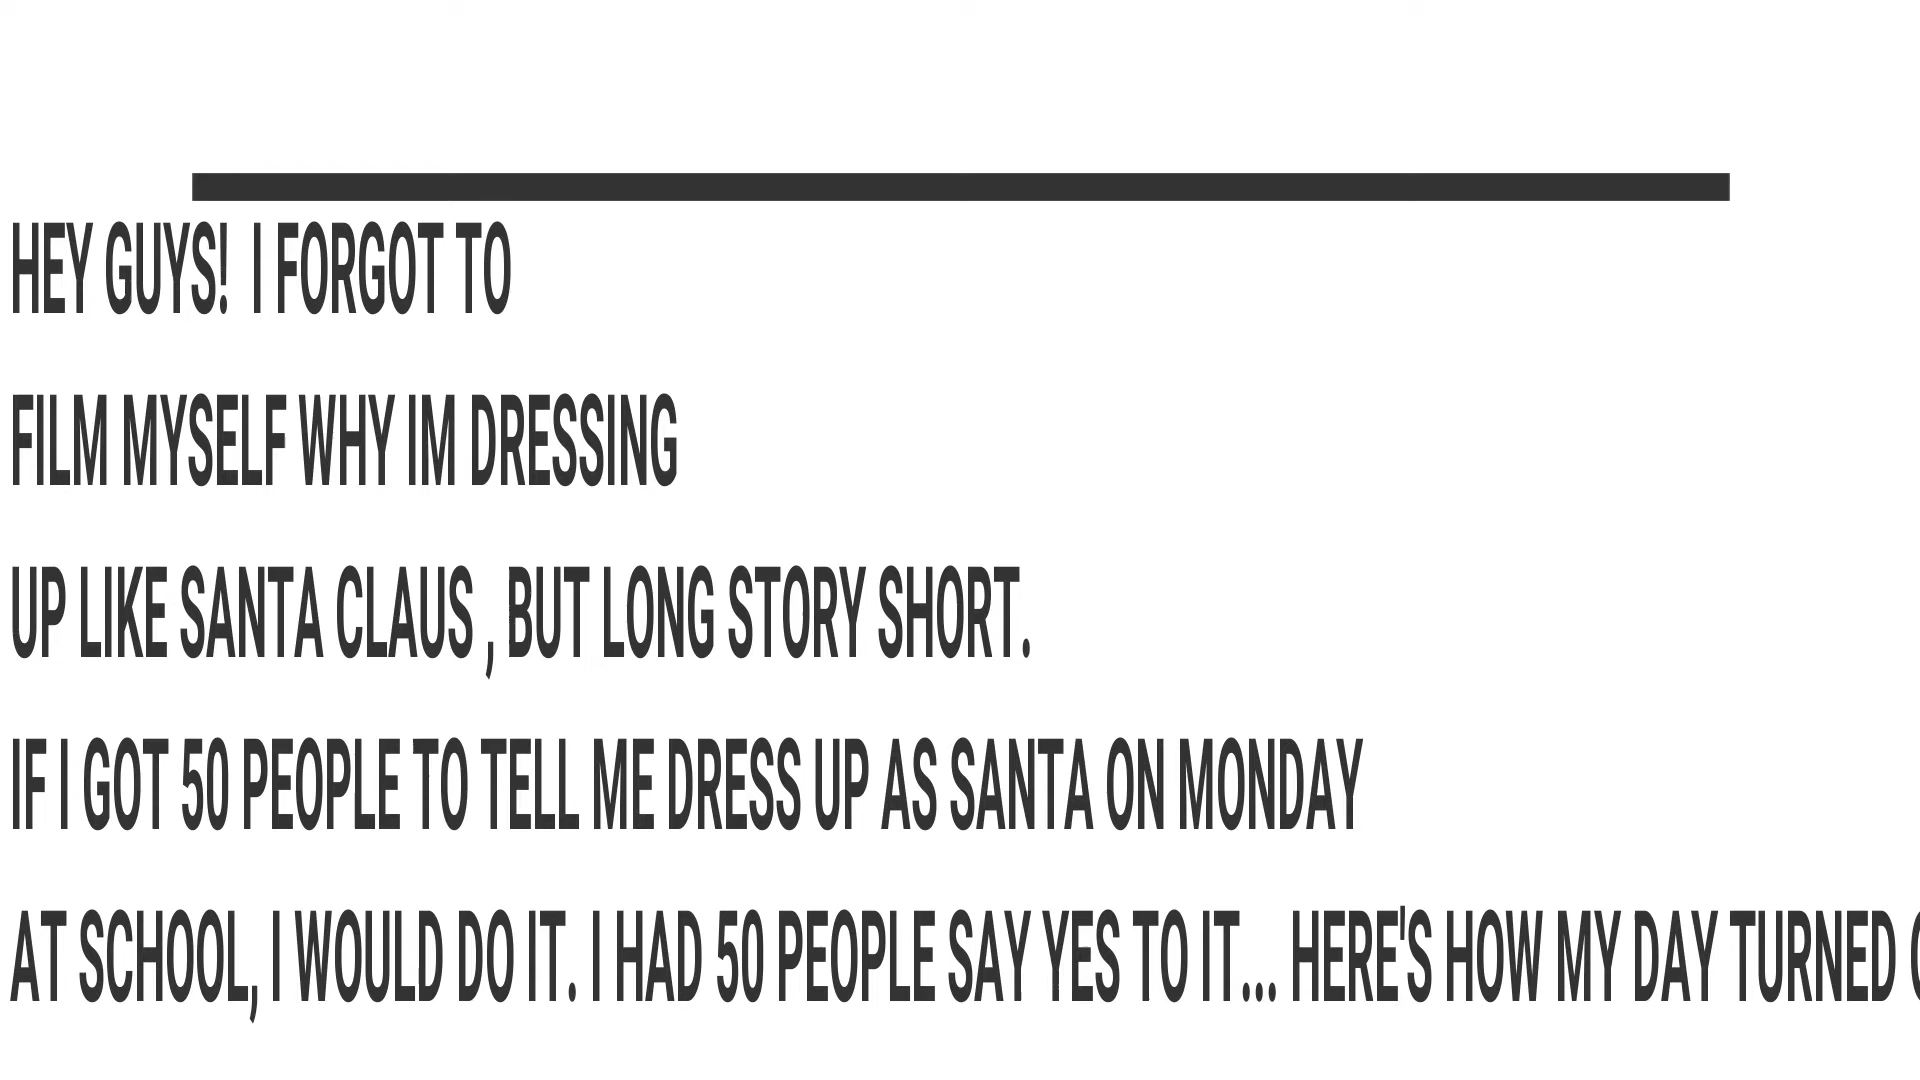 HEY GUYS! I FORGOT TO
FILM MYSELF WHY IM DRESSING
UP LIKE SANTA CLAUS , BUT LONG STORY SHORT.
IF I GOT 50 PEOPLE TO TELL ME DRESS UP AS SANTA ON MONDAY
AT SCHOOL, I WOULD DO IT. I HAD 50 PEOPLE SAY YES TO IT... HERE'S HOW MY DAY TURNED